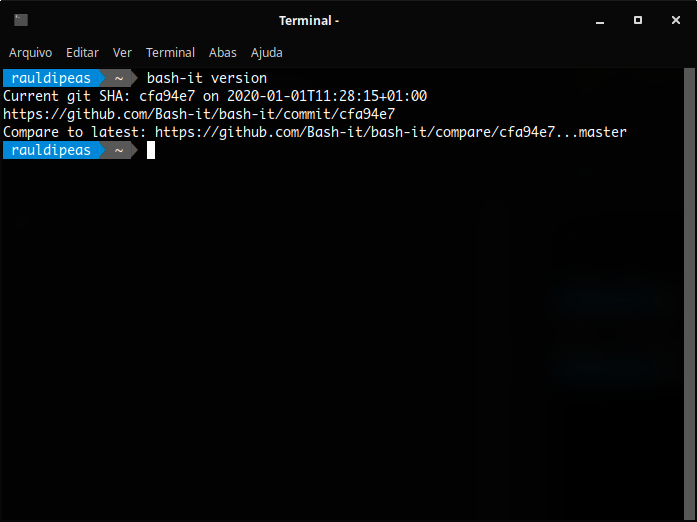 Terminal -
Arquivo Editar Ver Terminal Abas Ajuda
rauldipeas ~ bash-it version
Current git SHA: cfa94e7 on 2020-01-01T11:28:15+01:00
https://github.com/Bash-it/bash-it/commit/cfa94e7
Compare to latest: https://github.com/Bash-it/bash-it/compare/cfa94e7...master
rauldipeas ~